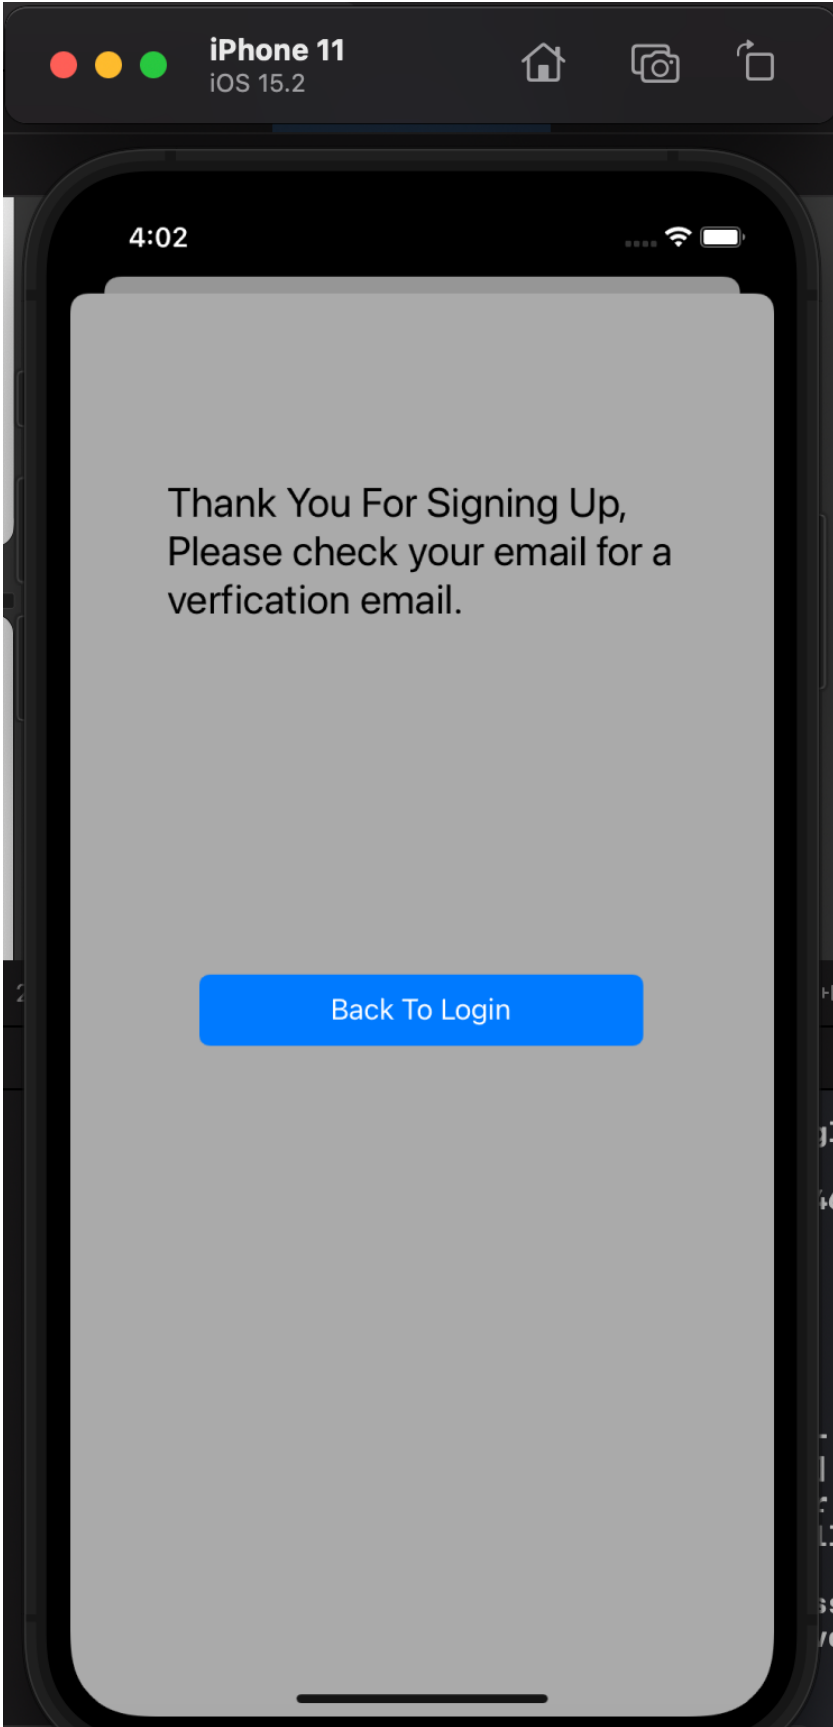 iPhone 11
iOS 15.2
4:02
Thank You For Signing Up,
Please check your email for a
verfication email.
Back To Login